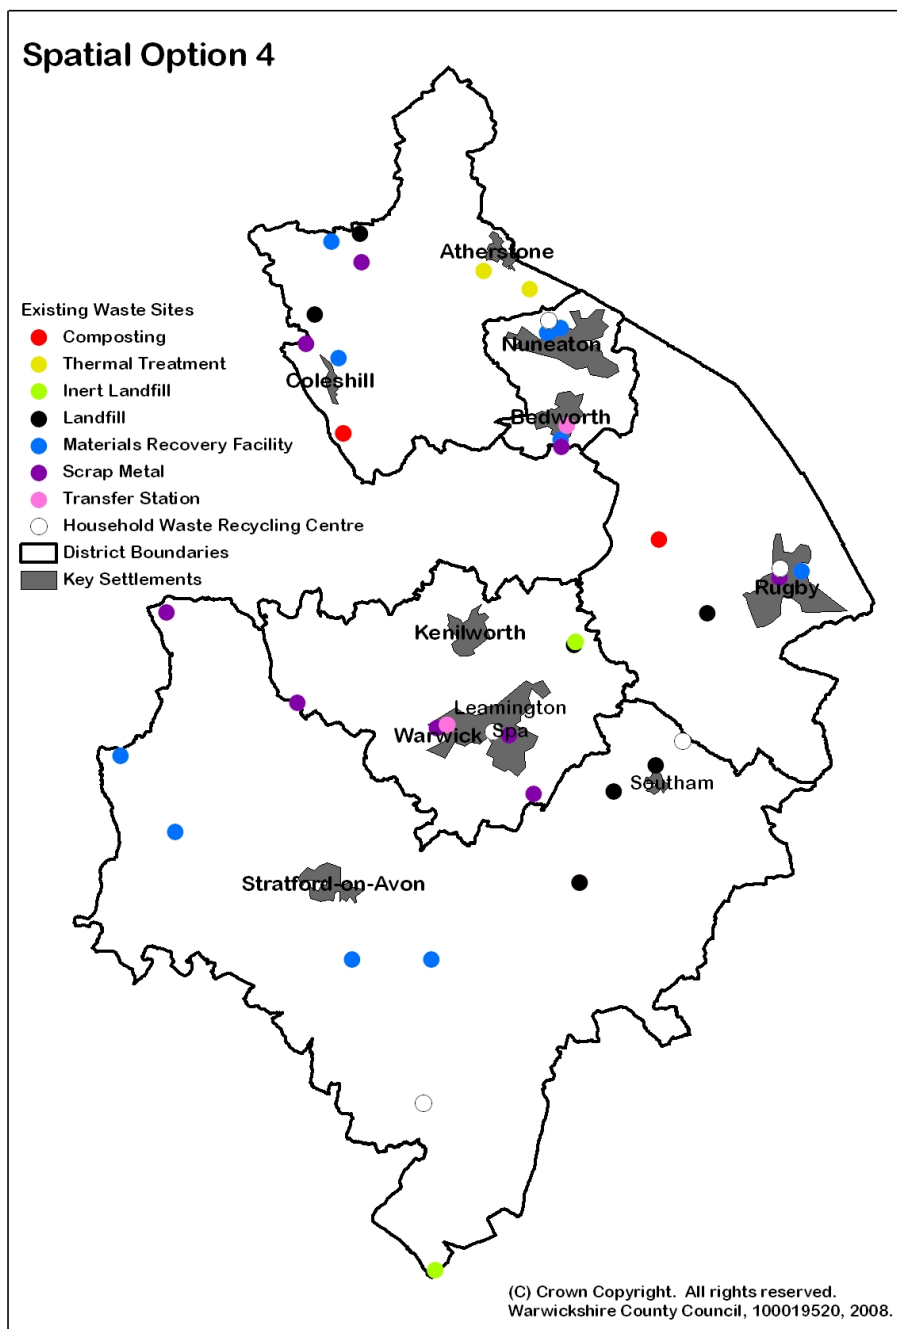 Spatial Option 4
Atherstone
Existing Waste Sites
Composting
Thermal Treatment
Inert Landfill
Landfill
Materials Recovery Facility
Scrap Metal
Transfer Station
Household Waste Recycling Centre
District Boundaries
Key Settlements
Nuneaton
Coleshill
Bedworth
Rugby
Kenilworth
Leamington
Spa
Warwick
Southam
Stratford-on-Avon
(C) Crown Copyright.  All rights reserved.
Warwickshire County Council, 100019520, 2008.